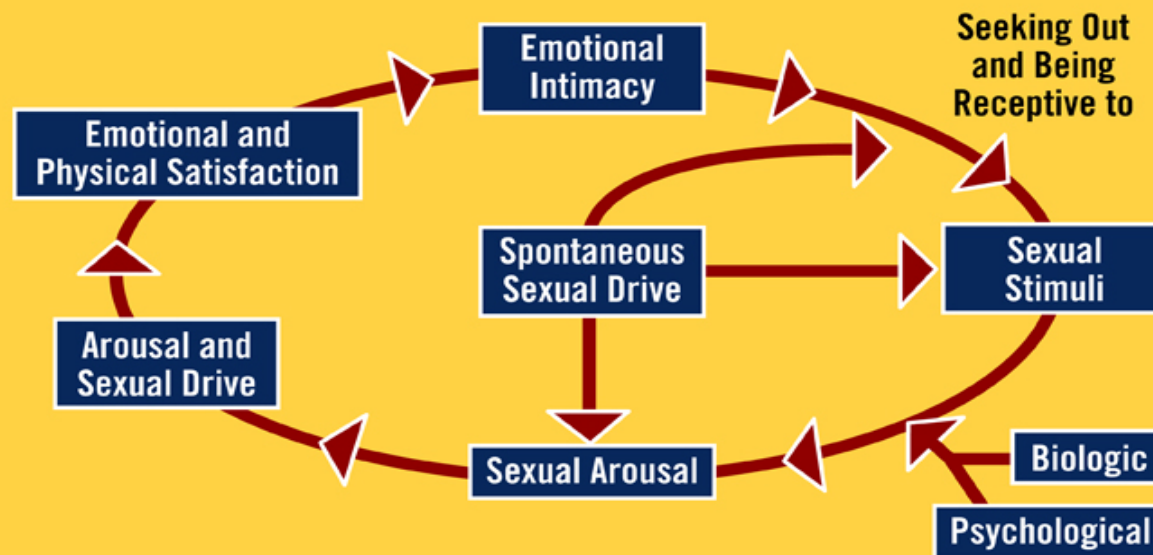 Emotional
Intimacy
Seeking Out
and Being
Receptive to
Emotional and
Physical Satisfaction
Spontaneous
Sexual Drive
Sexual
Stimuli
Arousal and
Sexual Drive
Sexual Arousal
Biologic
Psychological